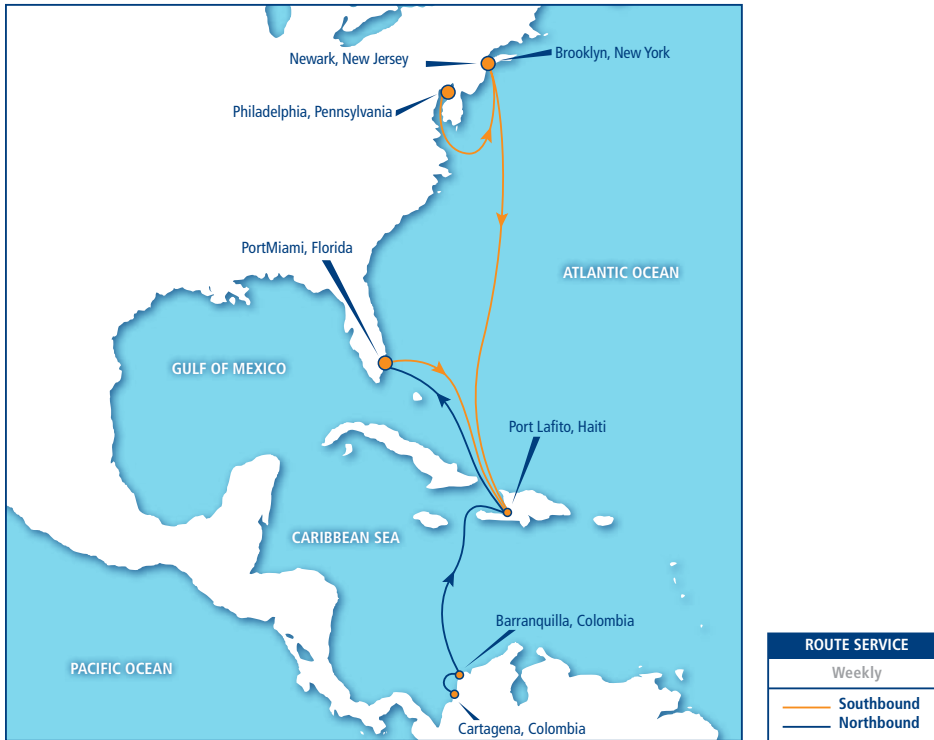 Newark, New Jersey
Brooklyn, New York
Philadelphia, Pennsylvania
PortMiami, Florida
ATLANTIC OCEAN
GULF OF MEXICO
Port Lafito, Haiti
CARIBBEAN SEA
Barranquilla, Colombia
PACIFIC OCEAN
Cartagena, Colombia
ROUTE SERVICE
Weekly
Southbound
Northbound